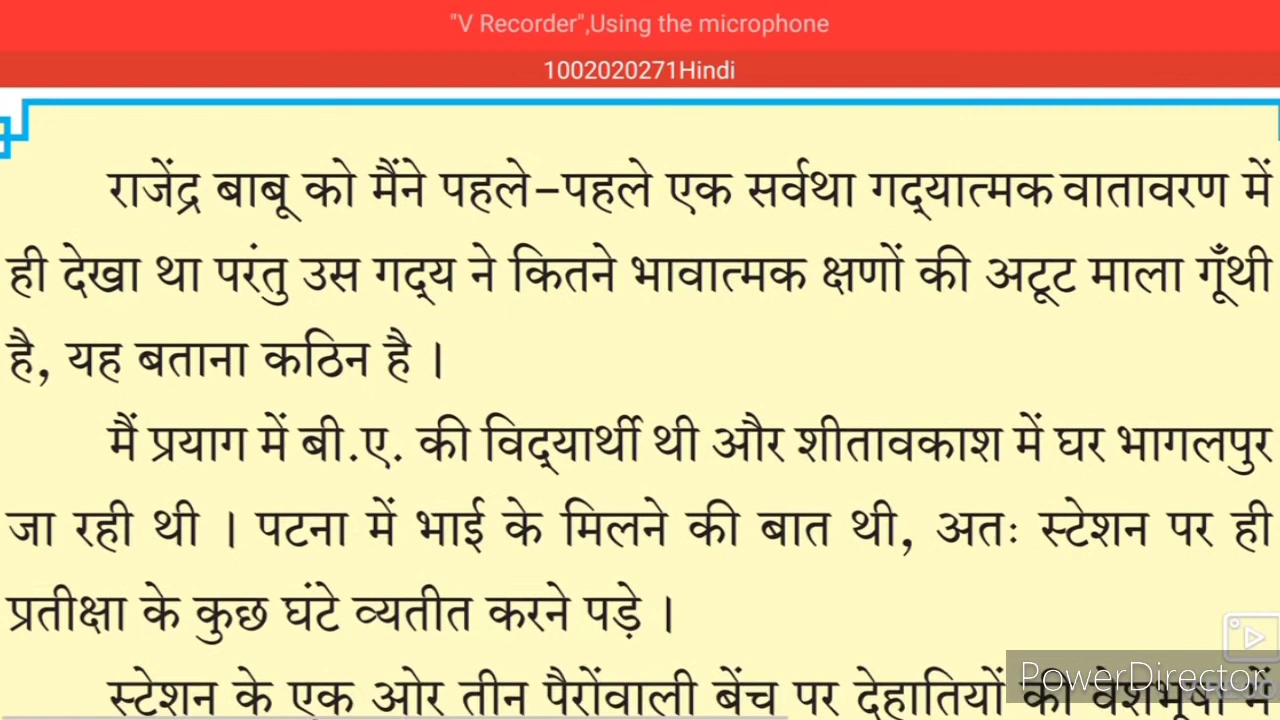 "V Recorder",Using the microphone
1002020271Hindi
राजेंद्र बाबू को मैंने पहले-पहले एक सर्वथा गद्‌यात्मक वातावरण में
ही देखा था परंतु उस गद्‌य ने कितने भावात्मक क्षणों की अटूट माला गूँथी
है, यह बताना कठिन है ।
मैं प्रयाग में बी.ए. की विद्‌यार्थी थी और शीतावकाश में घर भागलपुर
जा रही थी । पटना में भाई के मिलने की बात थी, अतः स्टेशन पर ही
प्रतीक्षा के कुछ घंटे व्यतीत करने पड़े ।
स्टेशन के एक ओर तीन पैरोंवाली बेंच पर देहातियों की वेशभूषा में
PowerDirector